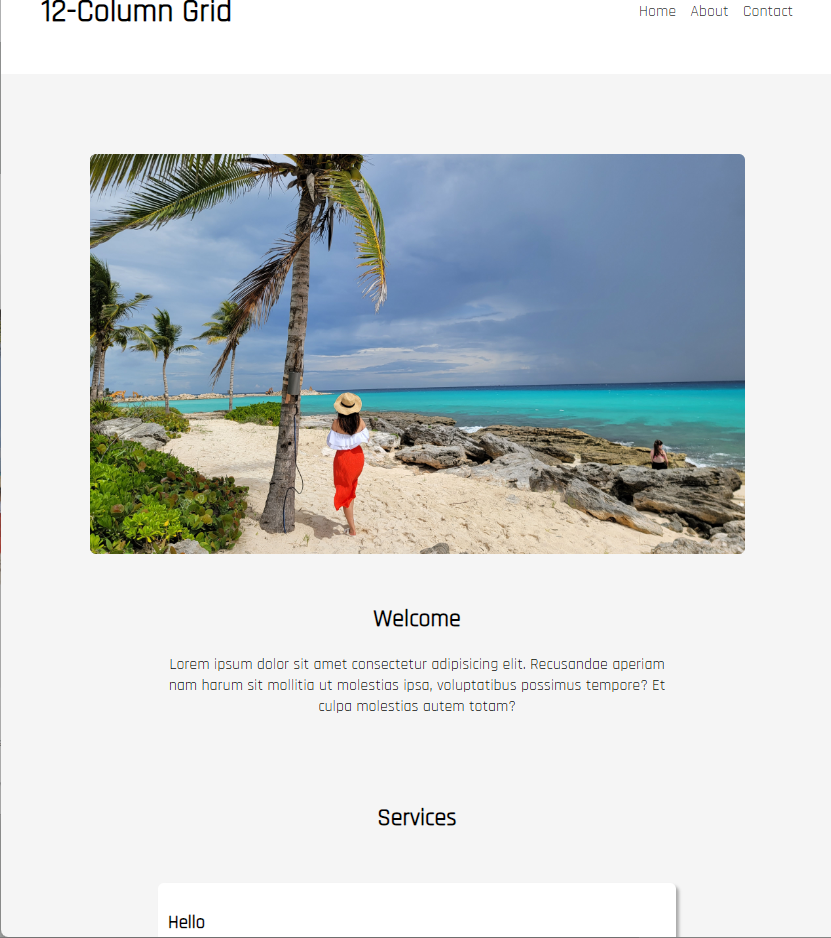 12-Column Grid
Home About Contact
Welcome
Lorem ipsum dolor sit amet consectetur adipisicing elit. Recusandae aperiam
nam harum sit mollitia ut molestias ipsa, voluptatibus possimus tempore? Et
culpa molestias autem totam?
Services
Hello